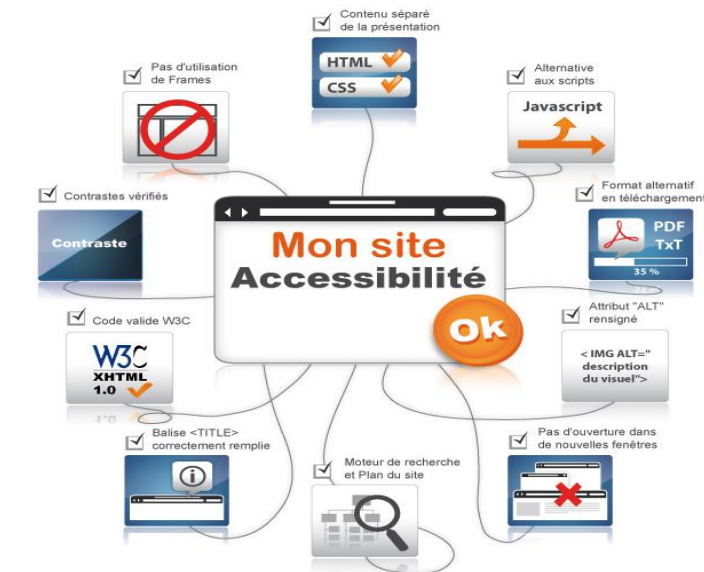 Contenu séparé
de la présentation
HTML
CSS
Pas d'utilisation
de Frames
Alternative
aux scripts
Javascript
Contrastes vérifiés
Contraste
Format alternatif
en téléchargement
PDF
TxT
35 %
Mon site
Accessibilité
Ok
Code valide W3C
W3C
XHTML
1.0
Attribut "ALT"
rensigné
< IMG ALT="
description
du visuel">
Balise <TITLE>
correctement remplie
Moteur de recherche
et Plan du site
Pas d'ouverture dans
de nouvelles fenêtres